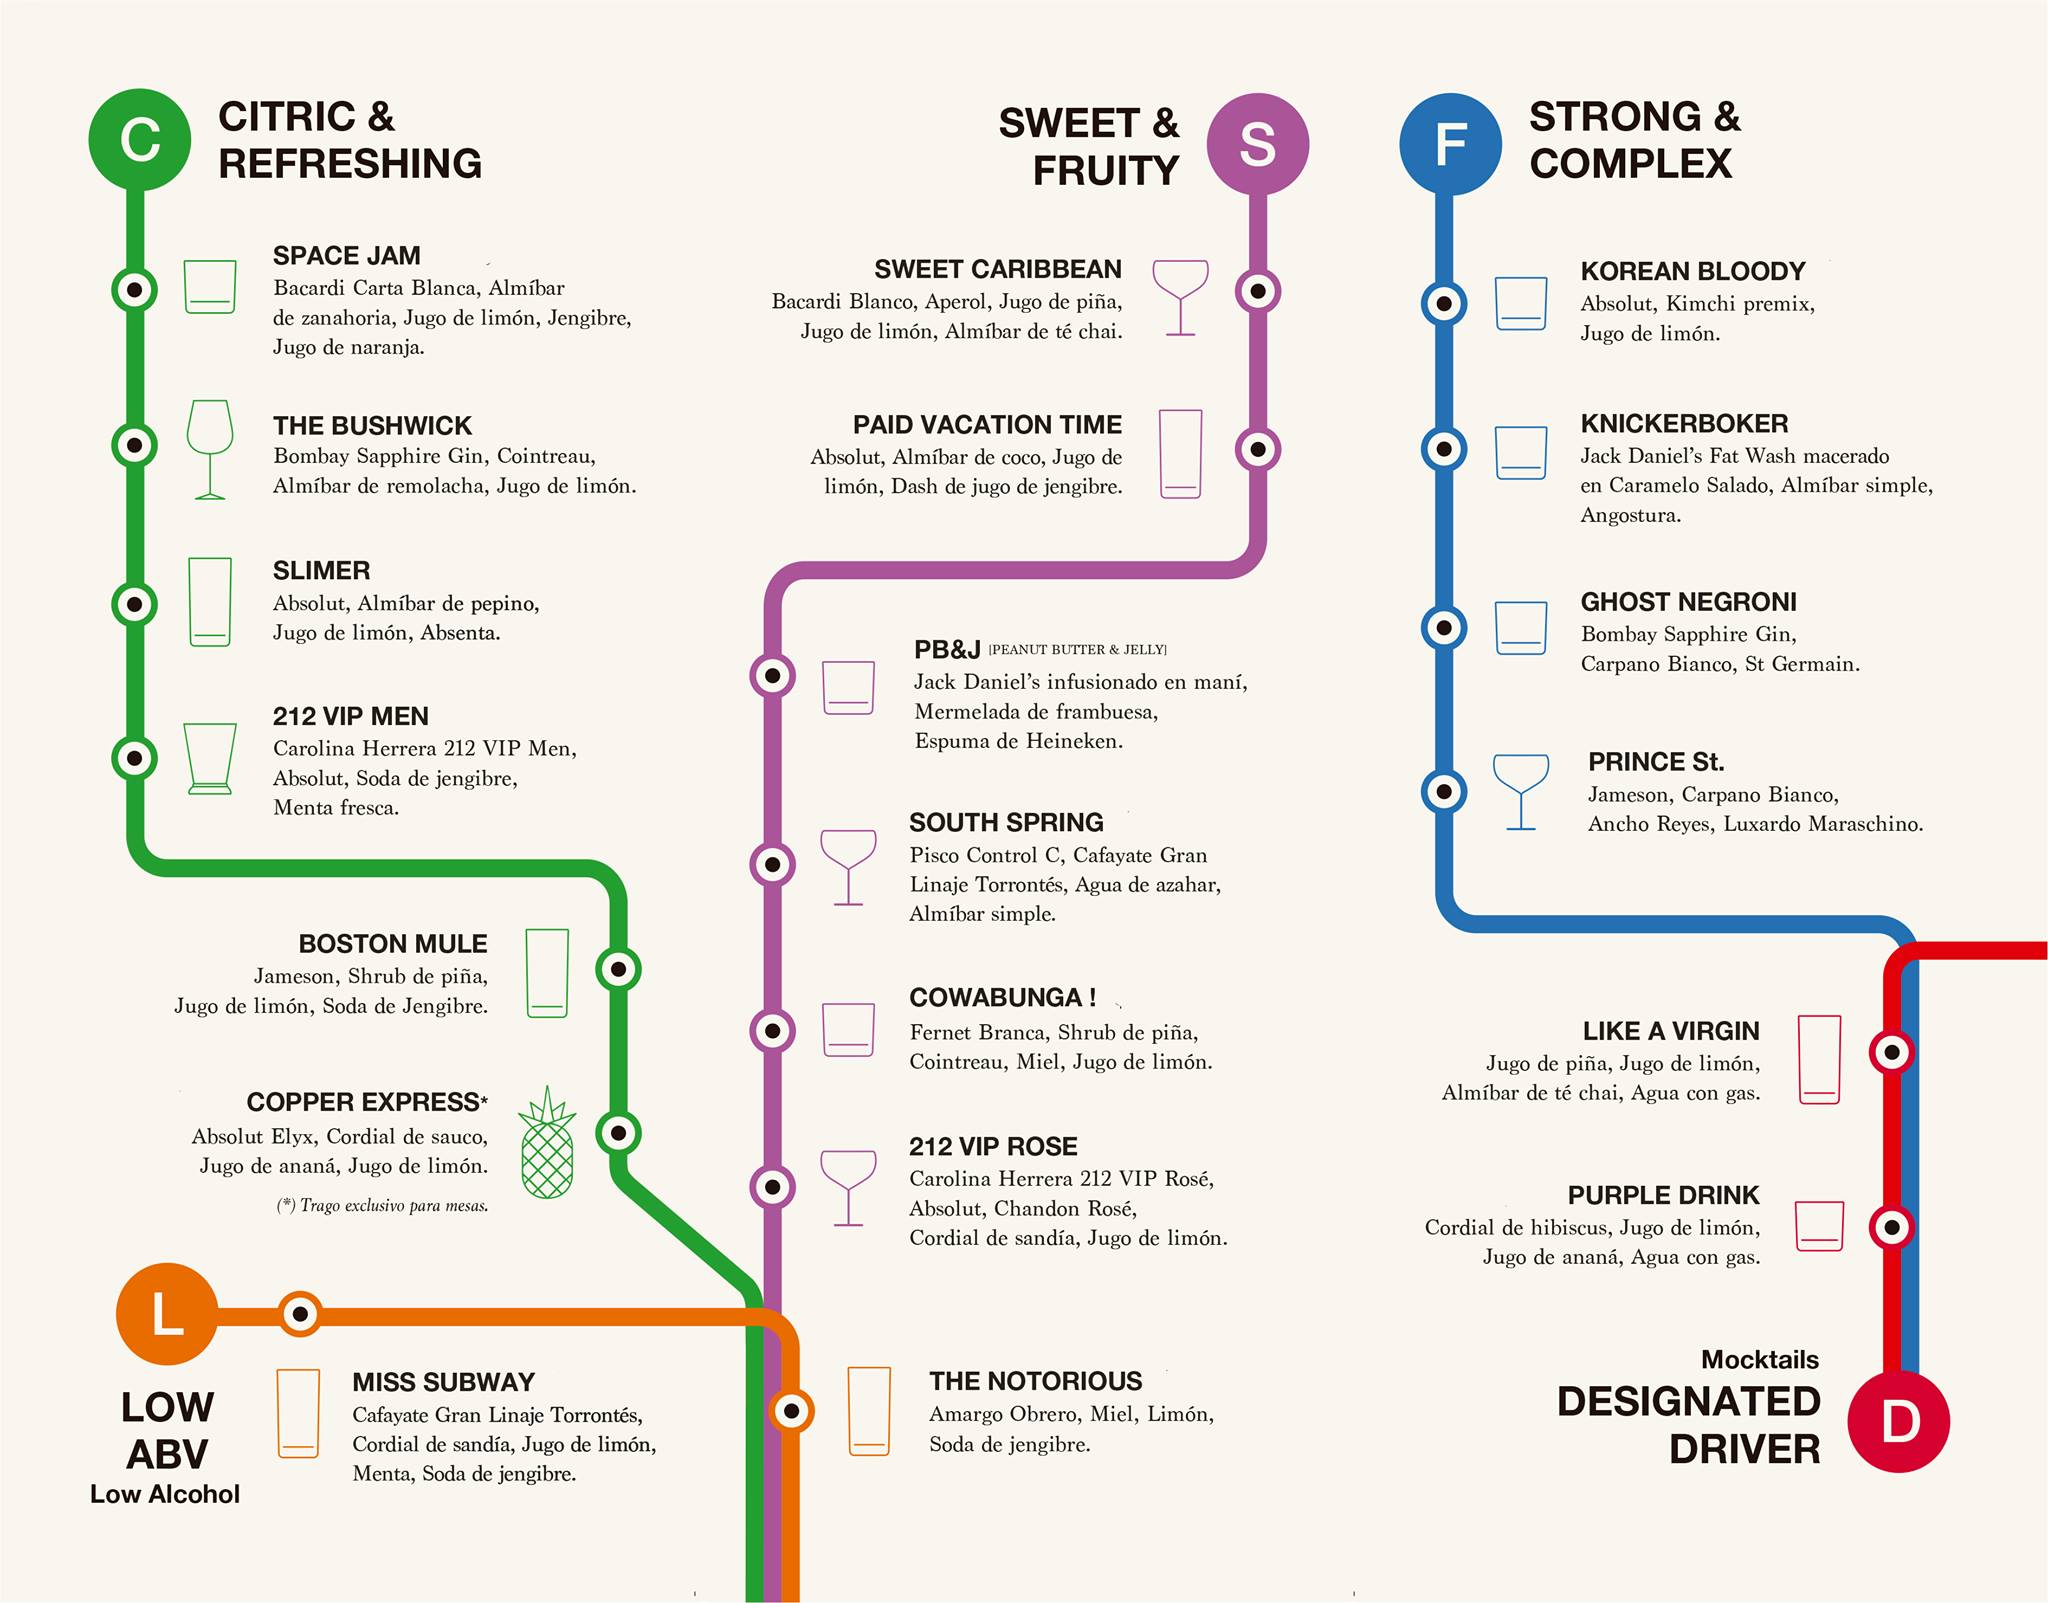 C
CITRIC &
REFRESHING
SPACE JAM
Bacardi Carta Blanca, Almíbar
de zanahoria, Jugo de limón, Jengibre,
Jugo de naranja.
THE BUSHWICK
Bombay Sapphire Gin, Cointreau,
Almíbar de remolacha, Jugo de limón.
SLIMER
Absolut, Almíbar de pepino,
Jugo de limón, Absenta.
212 VIP MEN
Carolina Herrera 212 VIP Men,
Absolut, Soda de jengibre,
Menta fresca.
BOSTON MULE
Jameson, Shrub de piña,
Jugo de limón, Soda de Jengibre.
COPPER EXPRESS*
Absolut Elyx, Cordial de sauco,
Jugo de ananá, Jugo de limón.
(*) Trago exclusivo para mesas.
SWEET &
FRUITY
S
SWEET CARIBBEAN
Bacardi Blanco, Aperol, Jugo de piña,
Jugo de limón, Almíbar de té chai.
PAID VACATION TIME
Absolut, Almíbar de coco, Jugo de
limón, Dash de jugo de jengibre.
PB&J [PEANUT BUTTER & JELLY]
Jack Daniel's infusionado en maní,
Mermelada de frambuesa,
Espuma de Heineken.
SOUTH SPRING
Pisco Control C, Cafayate Gran
Linaje Torrontés, Agua de azahar,
Almíbar simple.
COWABUNGA !
Fernet Branca, Shrub de piña,
Cointreau, Miel, Jugo de limón.
212 VIP ROSE
Carolina Herrera 212 VIP Rosé,
Absolut, Chandon Rosé,
Cordial de sandía, Jugo de limón.
F
STRONG &
COMPLEX
KOREAN BLOODY
Absolut, Kimchi premix,
Jugo de limón.
KNICKERBOKER
Jack Daniel's Fat Wash macerado
en Caramelo Salado, Almíbar simple,
Angostura.
GHOST NEGRONI
Bombay Sapphire Gin,
Carpano Bianco, St Germain.
PRINCE St.
Jameson, Carpano Bianco,
Ancho Reyes, Luxardo Maraschino.
LIKE A VIRGIN
Jugo de piña, Jugo de limón,
Almíbar de té chai, Agua con gas.
PURPLE DRINK
Cordial de hibiscus, Jugo de limón,
Jugo de ananá, Agua con gas.
Mocktails
DESIGNATED
DRIVER
D
L
LOW
ABV
Low Alcohol
MISS SUBWAY
Cafayate Gran Linaje Torrontés,
Cordial de sandía, Jugo de limón,
Menta, Soda de jengibre.
THE NOTORIOUS
Amargo Obrero, Miel, Limón,
Soda de jengibre.